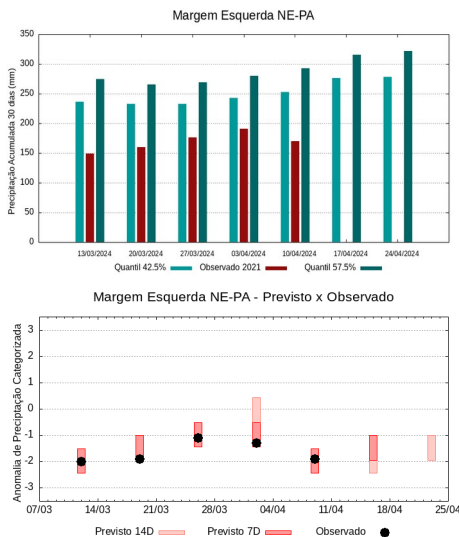 Margem Esquerda NE-PA
Precipitação Acumulada 30 dias (mm)
350
300
250
200
150
100
50
0
13/03/2024 20/03/2024 27/03/2024 03/04/2024 10/04/2024 17/04/2024 24/04/2024
Quantil 42.5% Observado 2021 Quantil 57.5%
Margem Esquerda NE-PA - Previsto x Observado
Anomalia de Preciptação Categorizada
3
2
1
0
-1
-2
-3
07/03 14/03 21/03 28/03 04/04 11/04 18/04 25/04
Previsto 14D Previsto 7D Observado